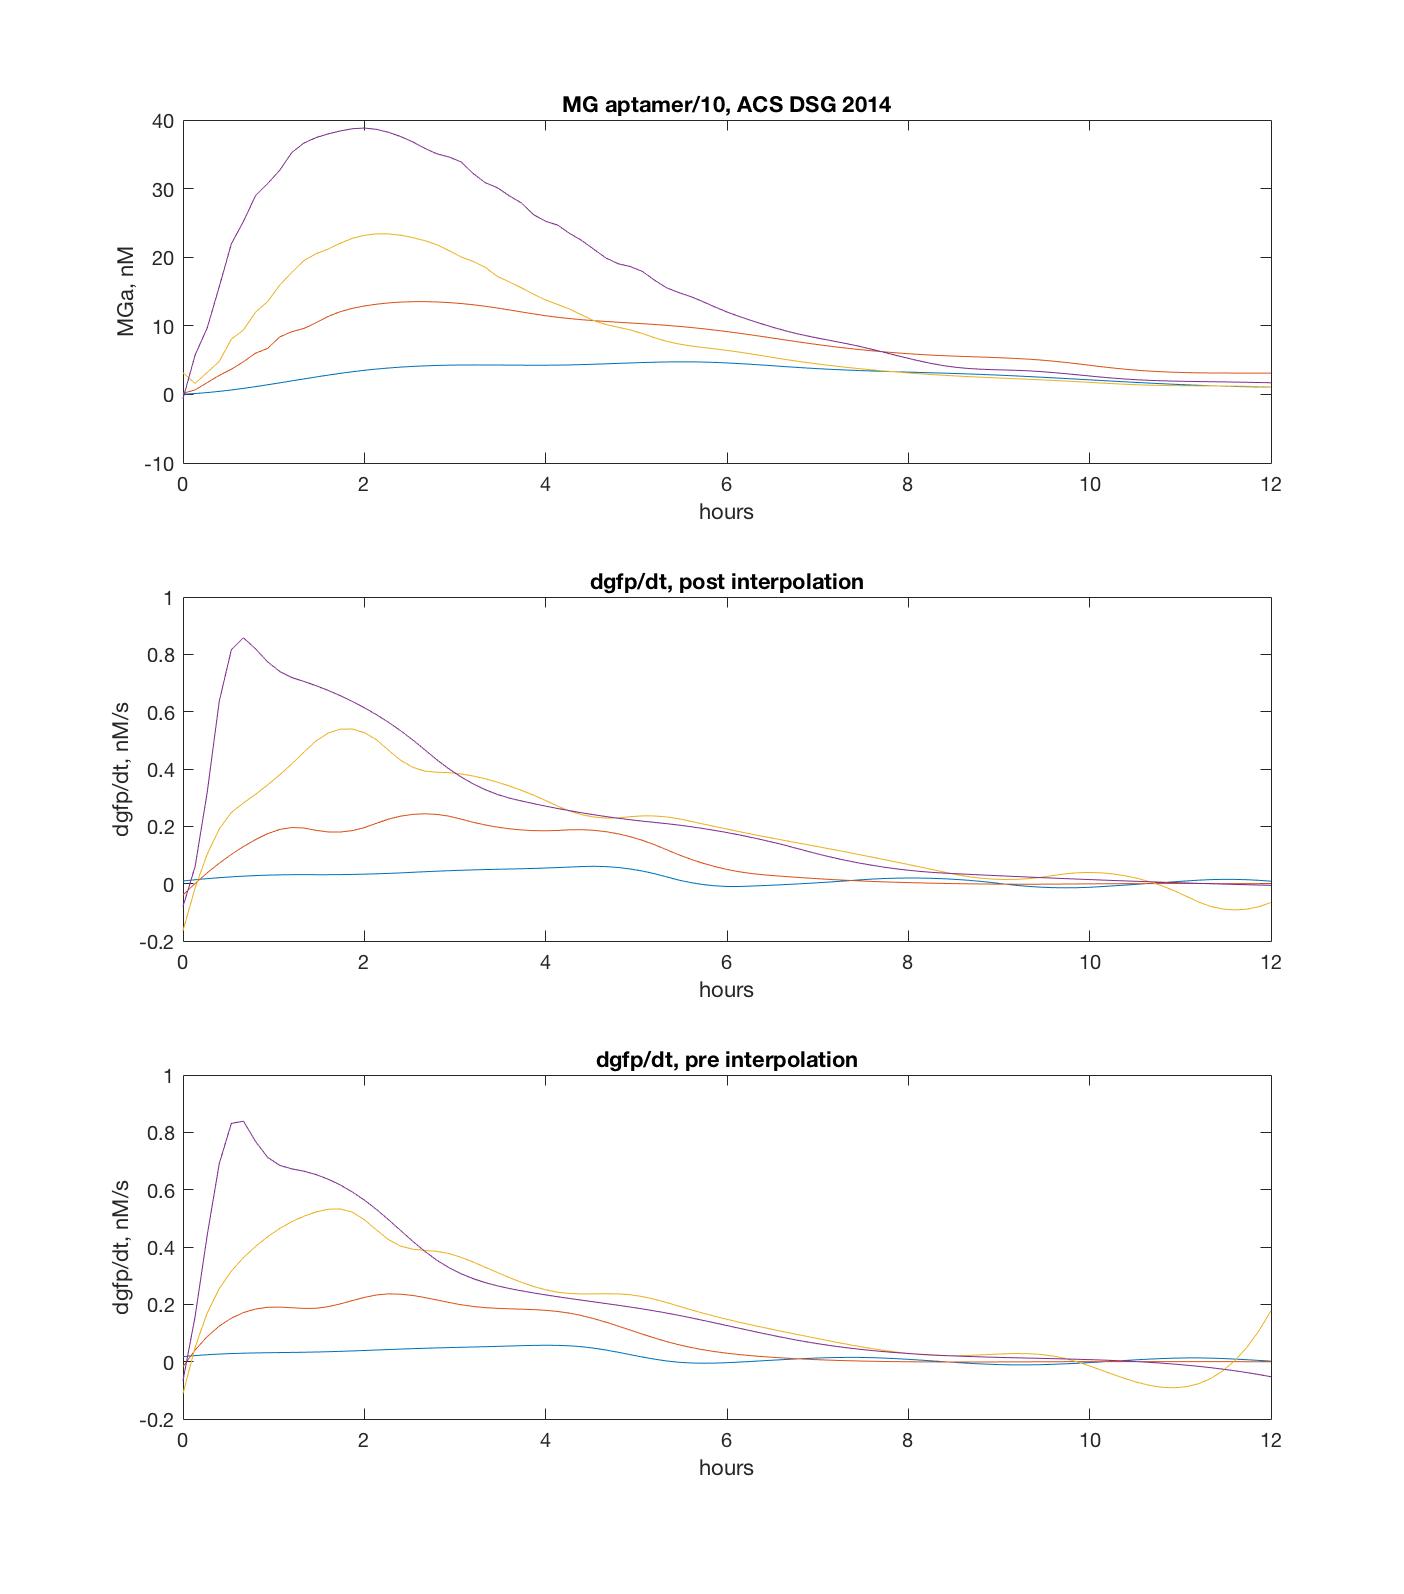 MG aptamer/10, ACS DSG 2014
40
30
20
10
0
-10
MGa, nM
0 2 4 6 8 10 12
hours
dgfp/dt, post interpolation
1
0.8
0.6
0.4
0.2
0
-0.2
dgfp/dt, nM/s
0 2 4 6 8 10 12
hours
dgfp/dt, pre interpolation
1
0.8
0.6
0.4
0.2
0
-0.2
dgfp/dt, nM/s
0 2 4 6 8 10 12
hours